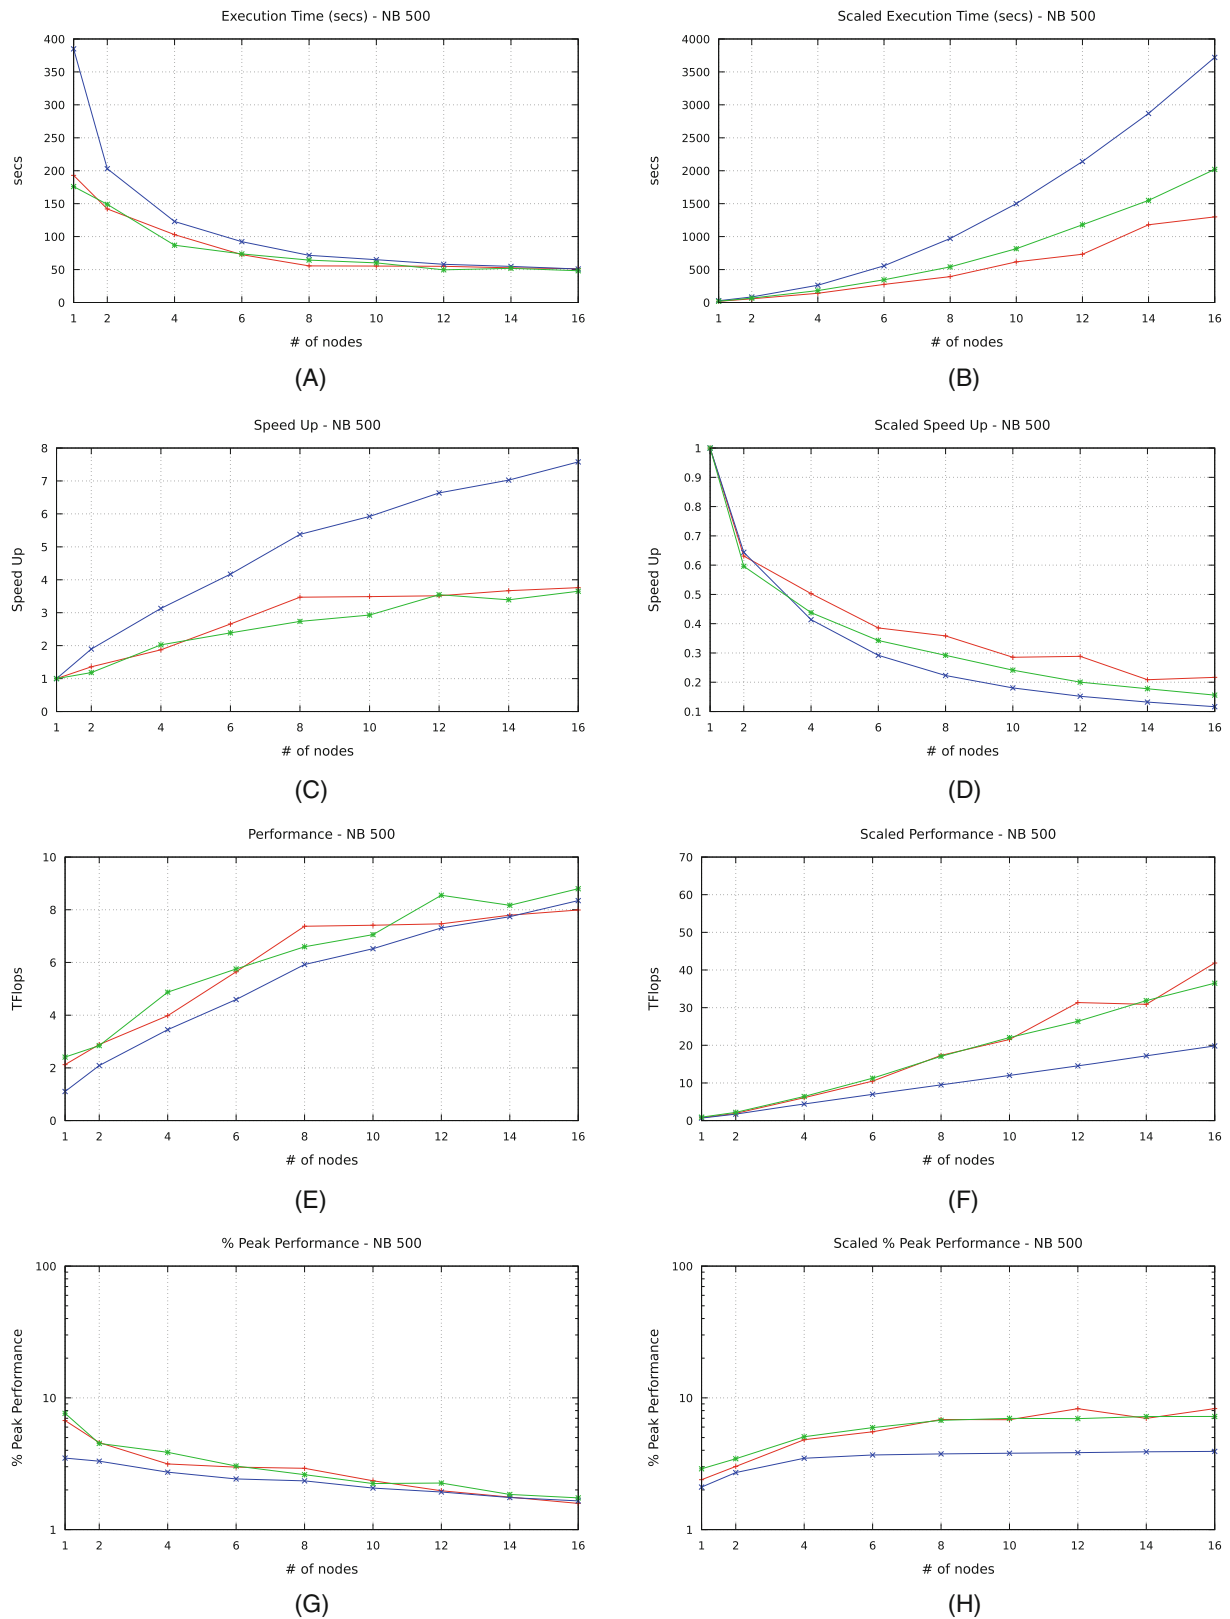 Execution Time (secs) - NB 500
400
350
300
250
200
150
100
50
0
secs
1 2 4 6 8 10 12 14 16
# of nodes
(A)
Scaled Execution Time (secs) - NB 500
4000
3500
3000
2500
2000
1500
1000
500
0
secs
1 2 4 6 8 10 12 14 16
# of nodes
(B)
Speed Up - NB 500
8
7
6
5
4
3
2
1
0
Speed Up
1 2 4 6 8 10 12 14 16
# of nodes
(C)
Scaled Speed Up - NB 500
1
0.9
0.8
0.7
0.6
0.5
0.4
0.3
0.2
0.1
Speed Up
1 2 4 6 8 10 12 14 16
# of nodes
(D)
Performance - NB 500
10
8
6
4
2
0
TFlops
1 2 4 6 8 10 12 14 16
# of nodes
(E)
Scaled Performance - NB 500
70
60
50
40
30
20
10
0
TFlops
1 2 4 6 8 10 12 14 16
# of nodes
(F)
% Peak Performance - NB 500
100
10
1
% Peak Performance
1 2 4 6 8 10 12 14 16
# of nodes
(G)
Scaled % Peak Performance - NB 500
100
10
1
% Peak Performance
1 2 4 6 8 10 12 14 16
# of nodes
(H)